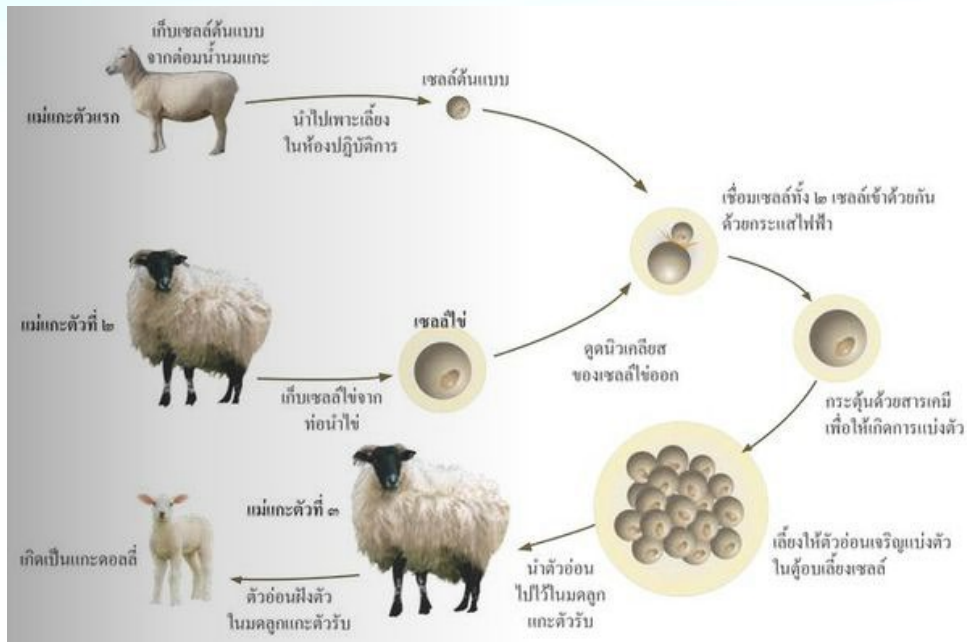 เก็บเซลล์ต้นแบบ
จากต่อมน้ำนมแกะ
แม่แกะตัวแรก
นำไปเพาะเลี้ยง
ในห้องปฏิบัติการ
เซลล์ต้นแบบ
เชื่อมเซลล์ทั้ง ๒ เซลล์เข้าด้วยกัน
ด้วยกระแสไฟฟ้า
แม่แกะตัวที่ ๒
เก็บเซลล์ไข่จาก
ท่อนำไข่
เซลล์ไข่
ดูดนิวเคลียส
ของเซลล์ไข่ออก
กระตุ้นด้วยสารเคมี
เพื่อให้เกิดการแบ่งตัว
เลี้ยงให้ตัวอ่อนเจริญแบ่งตัว
ในตู้อบเลี้ยงเซลล์
นำตัวอ่อน
ไปไว้ในมดลูก
แกะตัวรับ
แม่แกะตัวที่ ๓
ตัวอ่อนฝังตัว
ในมดลูกแกะตัวรับ
เกิดเป็นแกะดอลลี่